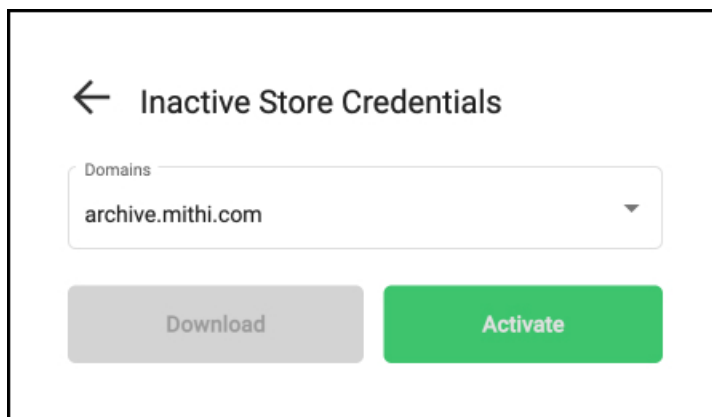 Inactive Store Credentials
Domains
archive.mithi.com
Download Activate